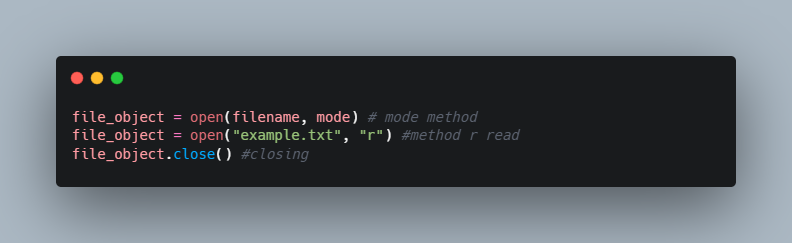 file_object = open(filename, mode) # mode method
file_object = open("example.txt", "r") #method r read
file_object.close() #closing